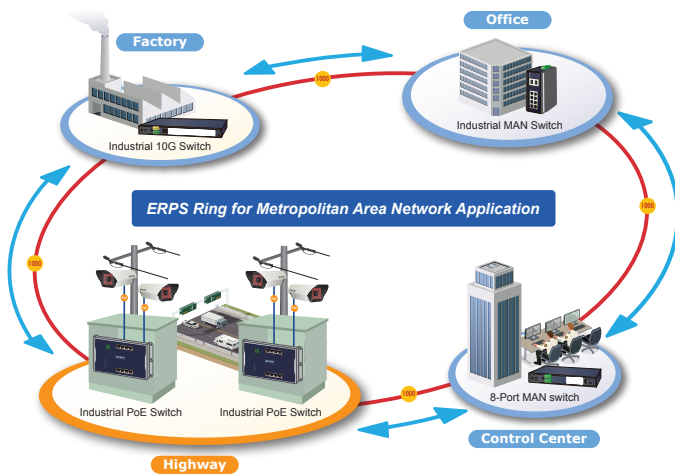 Factory
Office
1000
Industrial 10G Switch
Industrial MAN Switch
ERPS Ring for Metropolitan Area Network Application
1000
1000
Industrial PoE Switch
Industrial PoE Switch
1000
8-Port MAN switch
Control Center
Highway